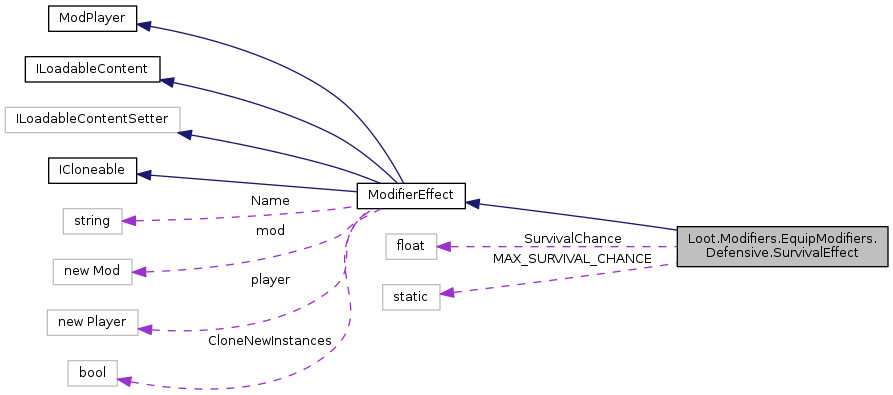 ModPlayer
ILoadableContent
ILoadableContentSetter
ICloneable
ModifierEffect
Name
string
mod
new Mod
player
new Player
CloneNewInstances
bool
float
SurvivalChance
MAX_SURVIVAL_CHANCE
static
Loot.Modifiers.EquipModifiers.
Defensive.SurvivalEffect